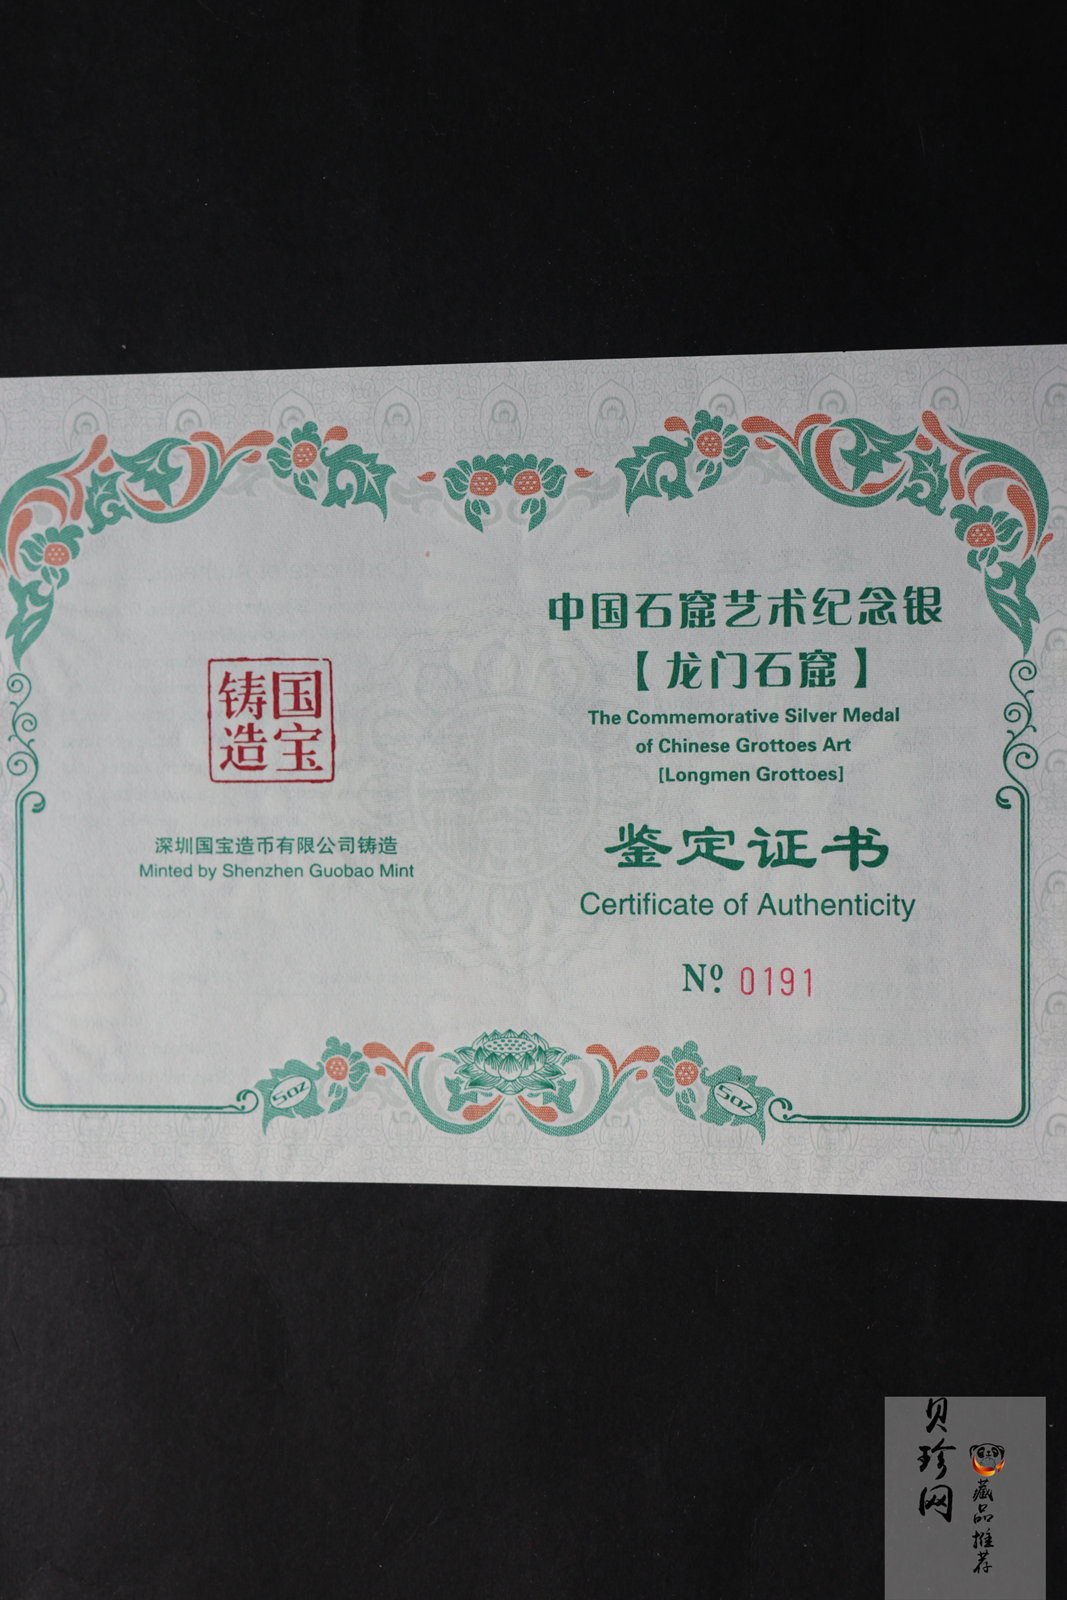 国宝
铸造
深圳国宝造币有限公司铸造
Minted by Shenzhen Guobao Mint
中国石窟艺术纪念银
【龙门石窟】
The Commemorative Silver Medal
of Chinese Grottoes Art
[Longmen Grottoes]
鉴定证书
Certificate of Authenticity
Nº. 0191
5OZ
5OZ
贝珍网
藏品推荐